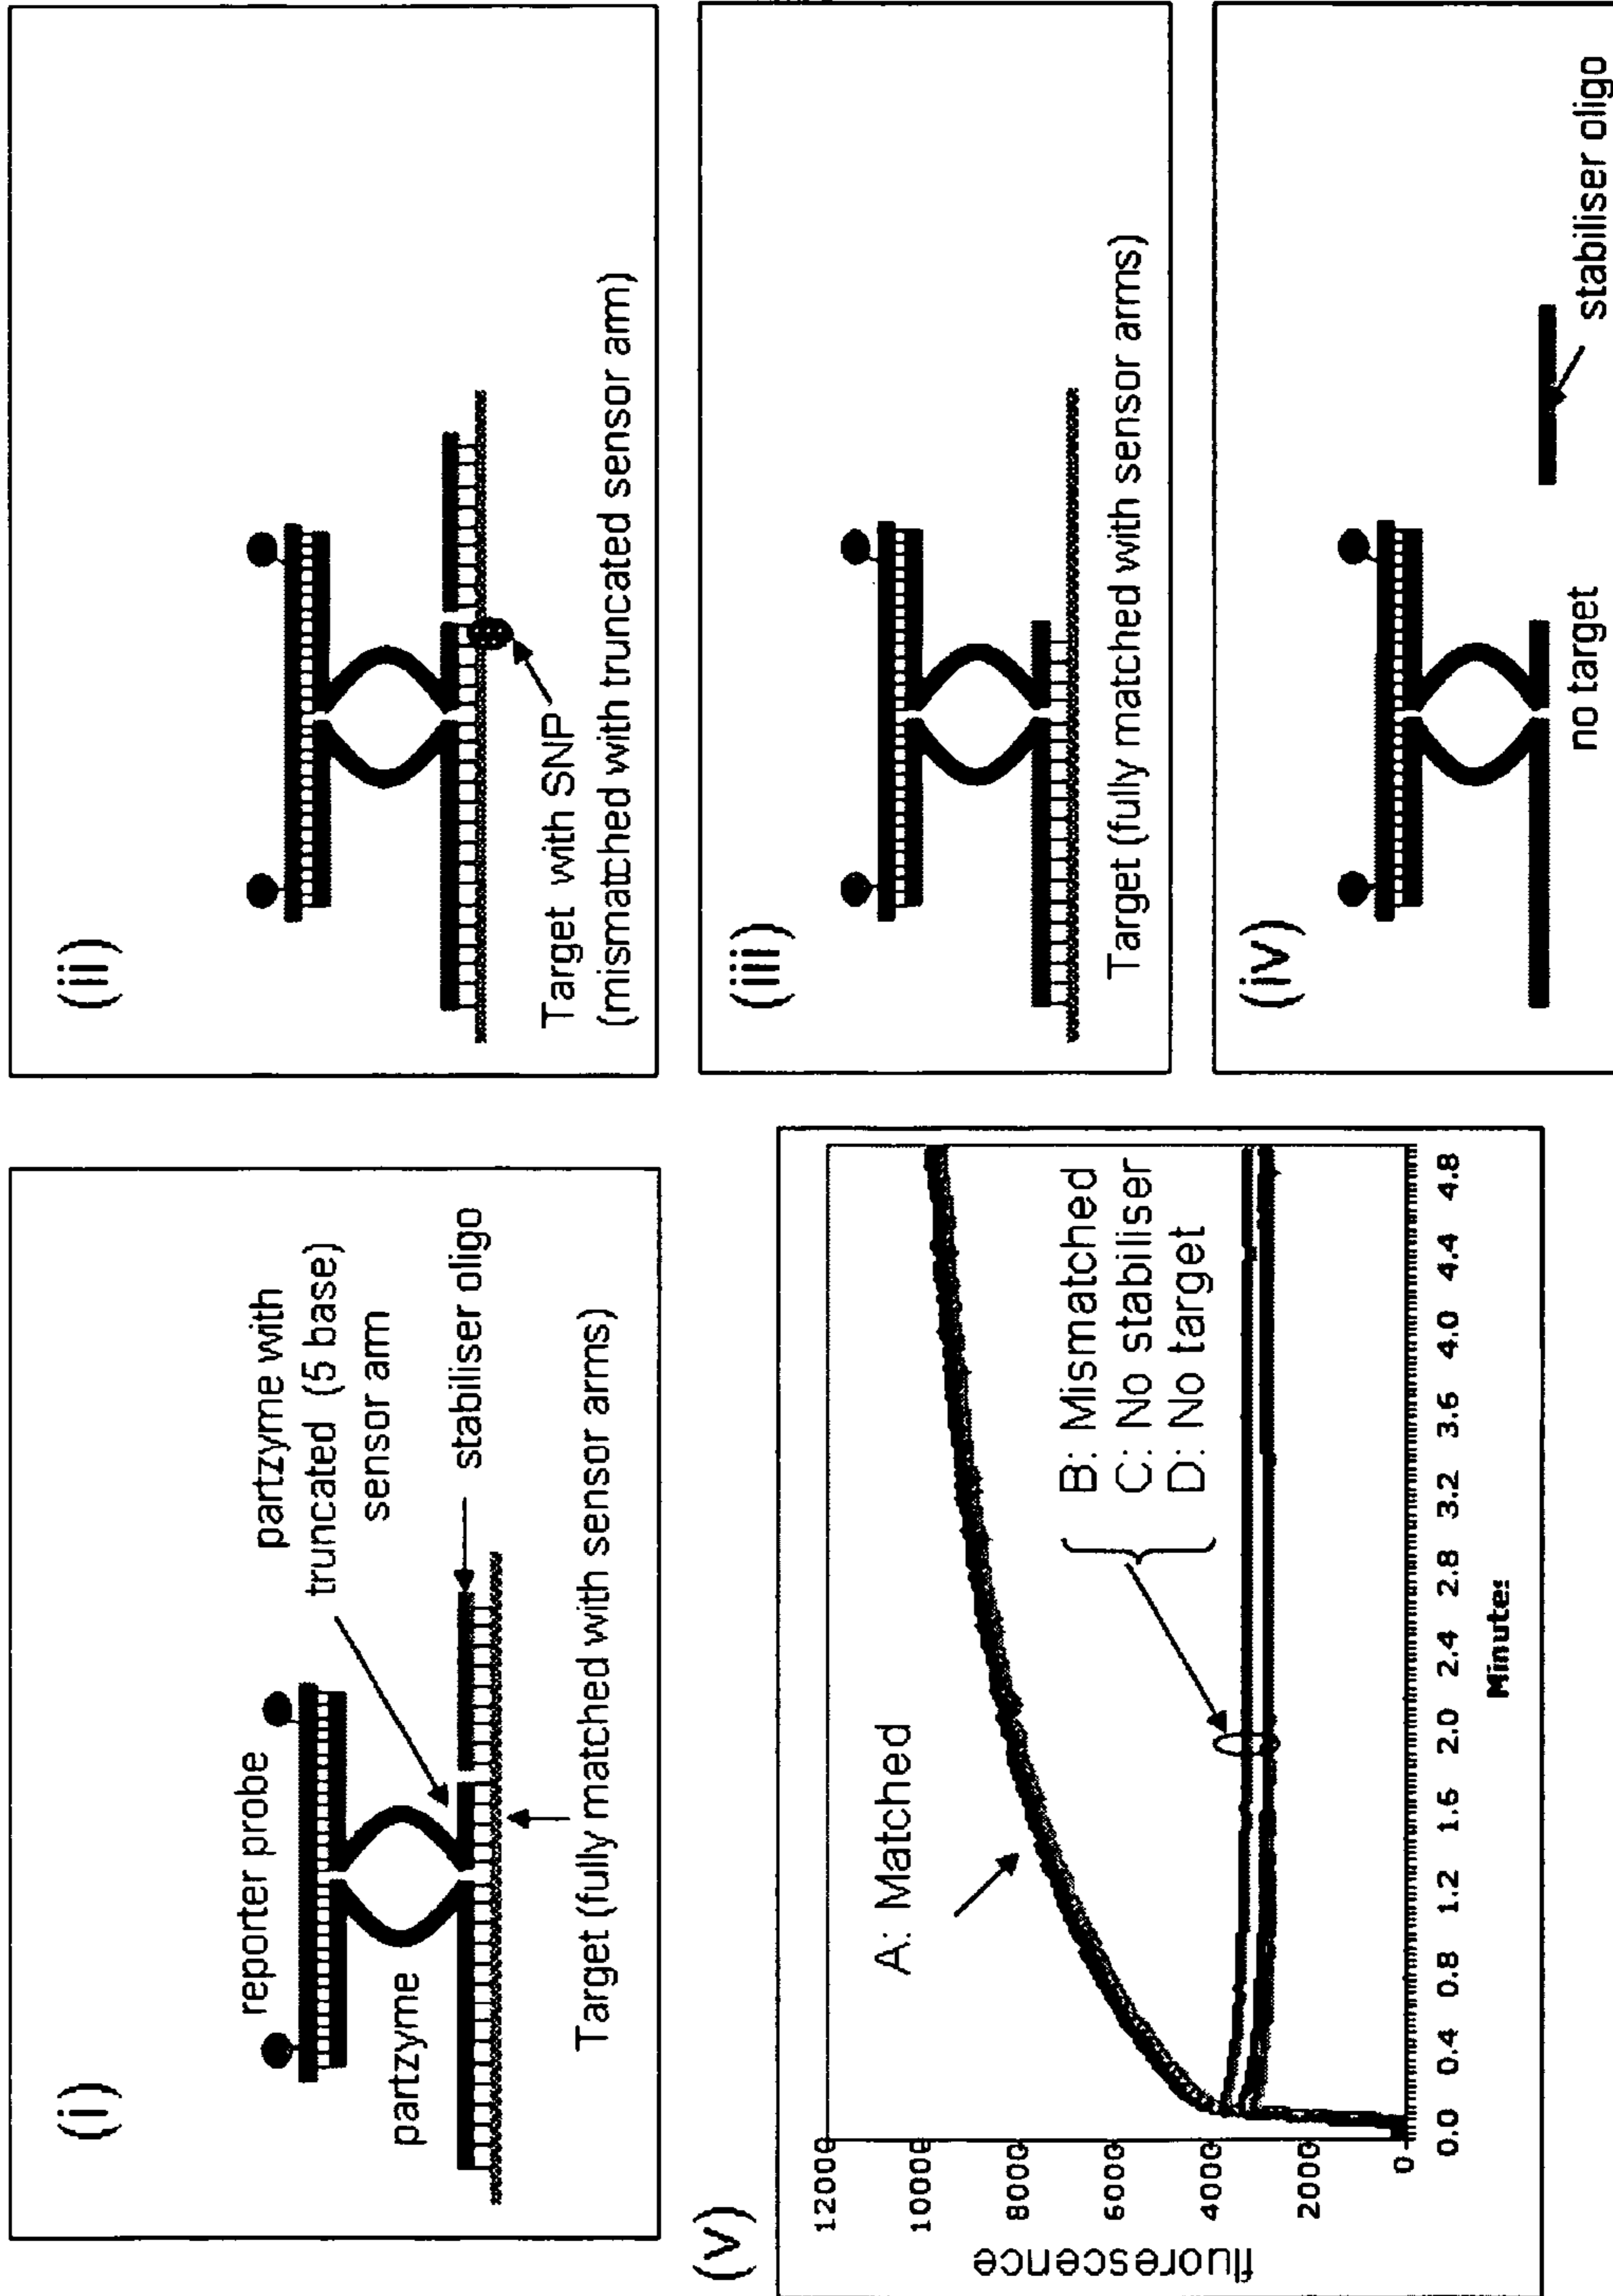 (i)
reporter probe
partzyme with
truncated (5 base)
sensor arm
partzyme
stabiliser oligo
Target (fully matched with sensor arms)
(ii)
Target with SNP
(mismatched with truncated sensor arm)
(iii)
Target (fully matched with sensor arms)
(iv)
no target
stabiliser oligo
(v)
fluorescence
12000
10000
8000
6000
4000
2000
0
A: Matched
B: Mismatched
C: No stabiliser
D: No target
0.0 0.4 0.8 1.2 1.6 2.0 2.4 2.8 3.2 3.6 4.0 4.4 4.8
Minutes